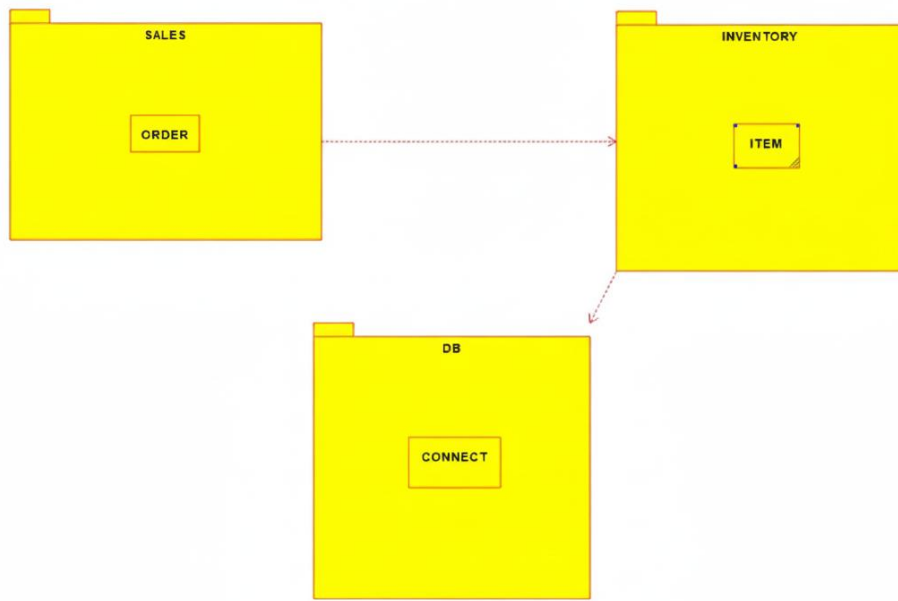 SALES
ORDER
INVENTORY
ITEM
DB
CONNECT